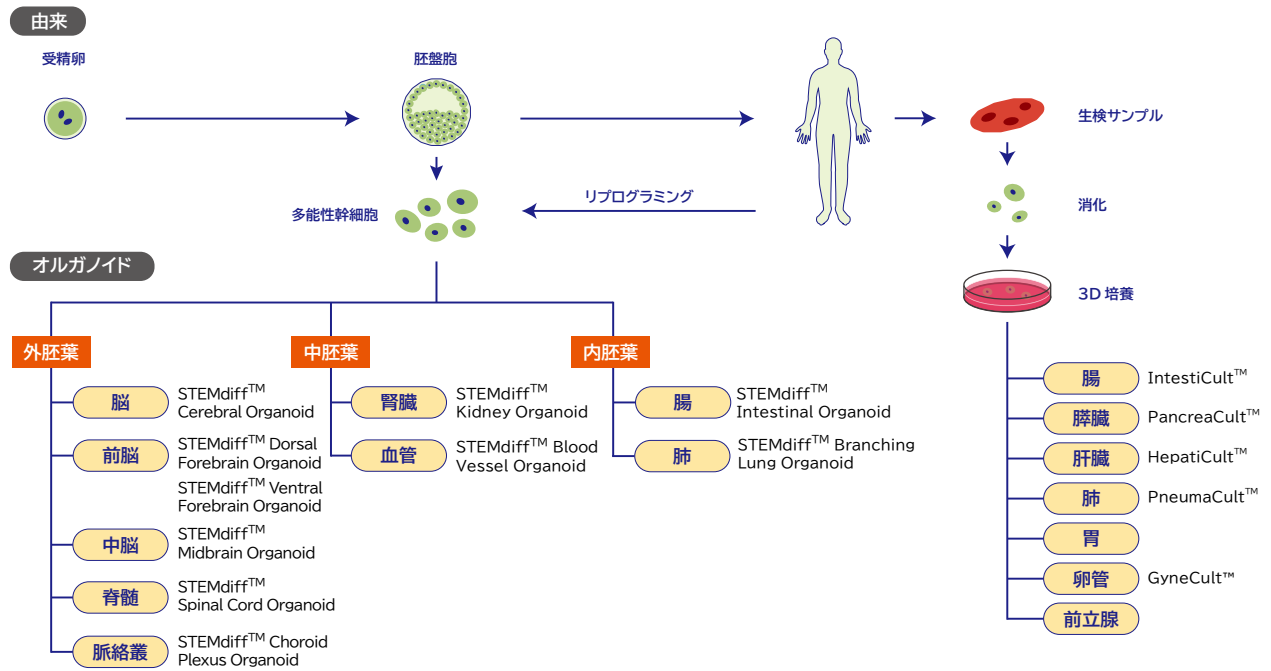 由来
受精卵
胚盤胞
生検サンプル
多能性幹細胞
リプログラミング
消化
オルガノイド
3D 培養
外胚葉
脳
STEMdiff™
Cerebral Organoid
前脳
STEMdiff™ Dorsal
Forebrain Organoid
STEMdiff™ Ventral
Forebrain Organoid
中脳
STEMdiff™
Midbrain Organoid
脊髄
STEMdiff™
Spinal Cord Organoid
脈絡叢
STEMdiff™ Choroid
Plexus Organoid
中胚葉
腎臓
STEMdiff™
Kidney Organoid
血管
STEMdiff™ Blood
Vessel Organoid
内胚葉
腸
STEMdiff™
Intestinal Organoid
肺
STEMdiff™ Branching
Lung Organoid
腸
IntestiCult™
膵臓
PancreaCult™
肝臓
HepatiCult™
肺
PneumaCult™
胃
卵管
GyneCult™
前立腺